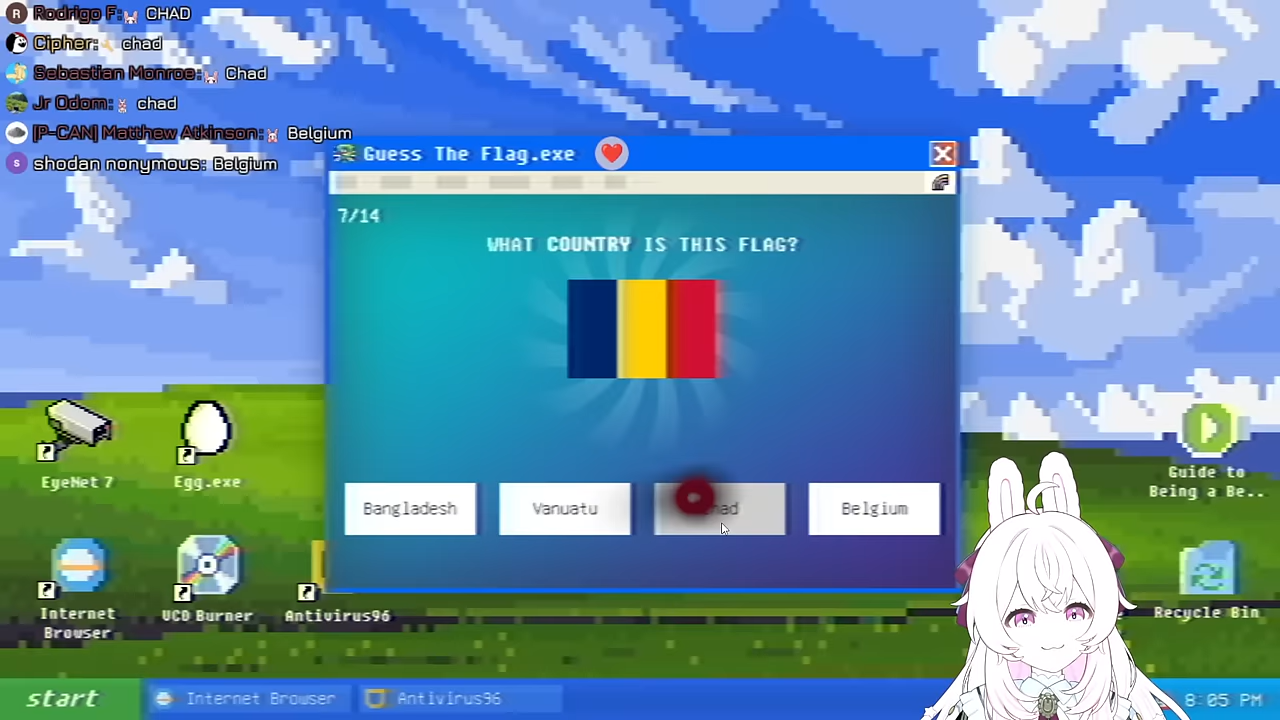 Rodrigo F: CHAD
Cipher: chad
Sebastian Monroe: Chad
Jr Odom: chad
[P-CAN] Matthew Atkinson: Belgium
shodan nonymous: Belgium
Guess The Flag.exe
7/14
WHAT COUNTRY IS THIS FLAG?
Bangladesh
Vanuatu
Belgium
EyeNet 7
Egg.exe
Guide to
Being a Be..
Internet
Browser
VCD Burner
Antivirus96
Recycle Bin
start
Internet Browser
Antivirus96
8:05 PM